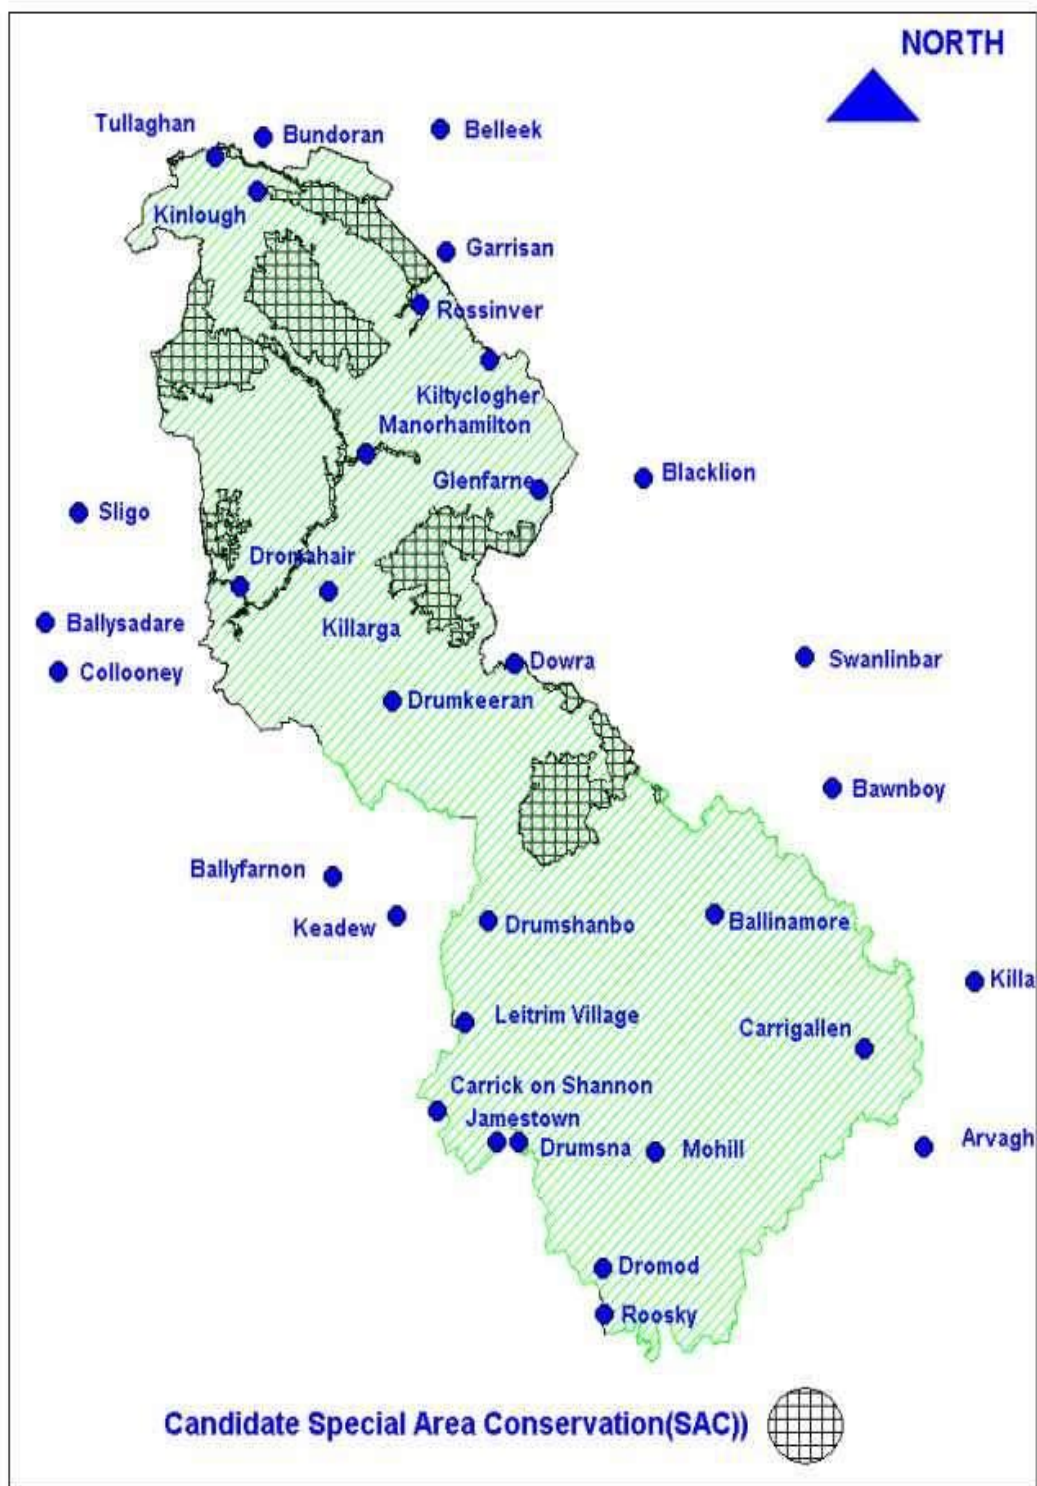 NORTH
Tullaghan
Bundoran
Belleek
Kinlough
Garrisan
Rossinver
Kiltyclogher
Manorhamilton
Glenfarne
Blacklion
Sligo
Dromahair
Ballysadare
Killarga
Collooney
Dowra
Swanlinbar
Drumkeeran
Bawnboy
Ballyfarnon
Keadew
Drumshanbo
Ballinamore
Killa
Leitrim Village
Carrigallen
Carrick on Shannon
Jamestown
Drumsna
Mohill
Arvagh
Dromod
Roosky
Candidate Special Area Conservation(SAC))